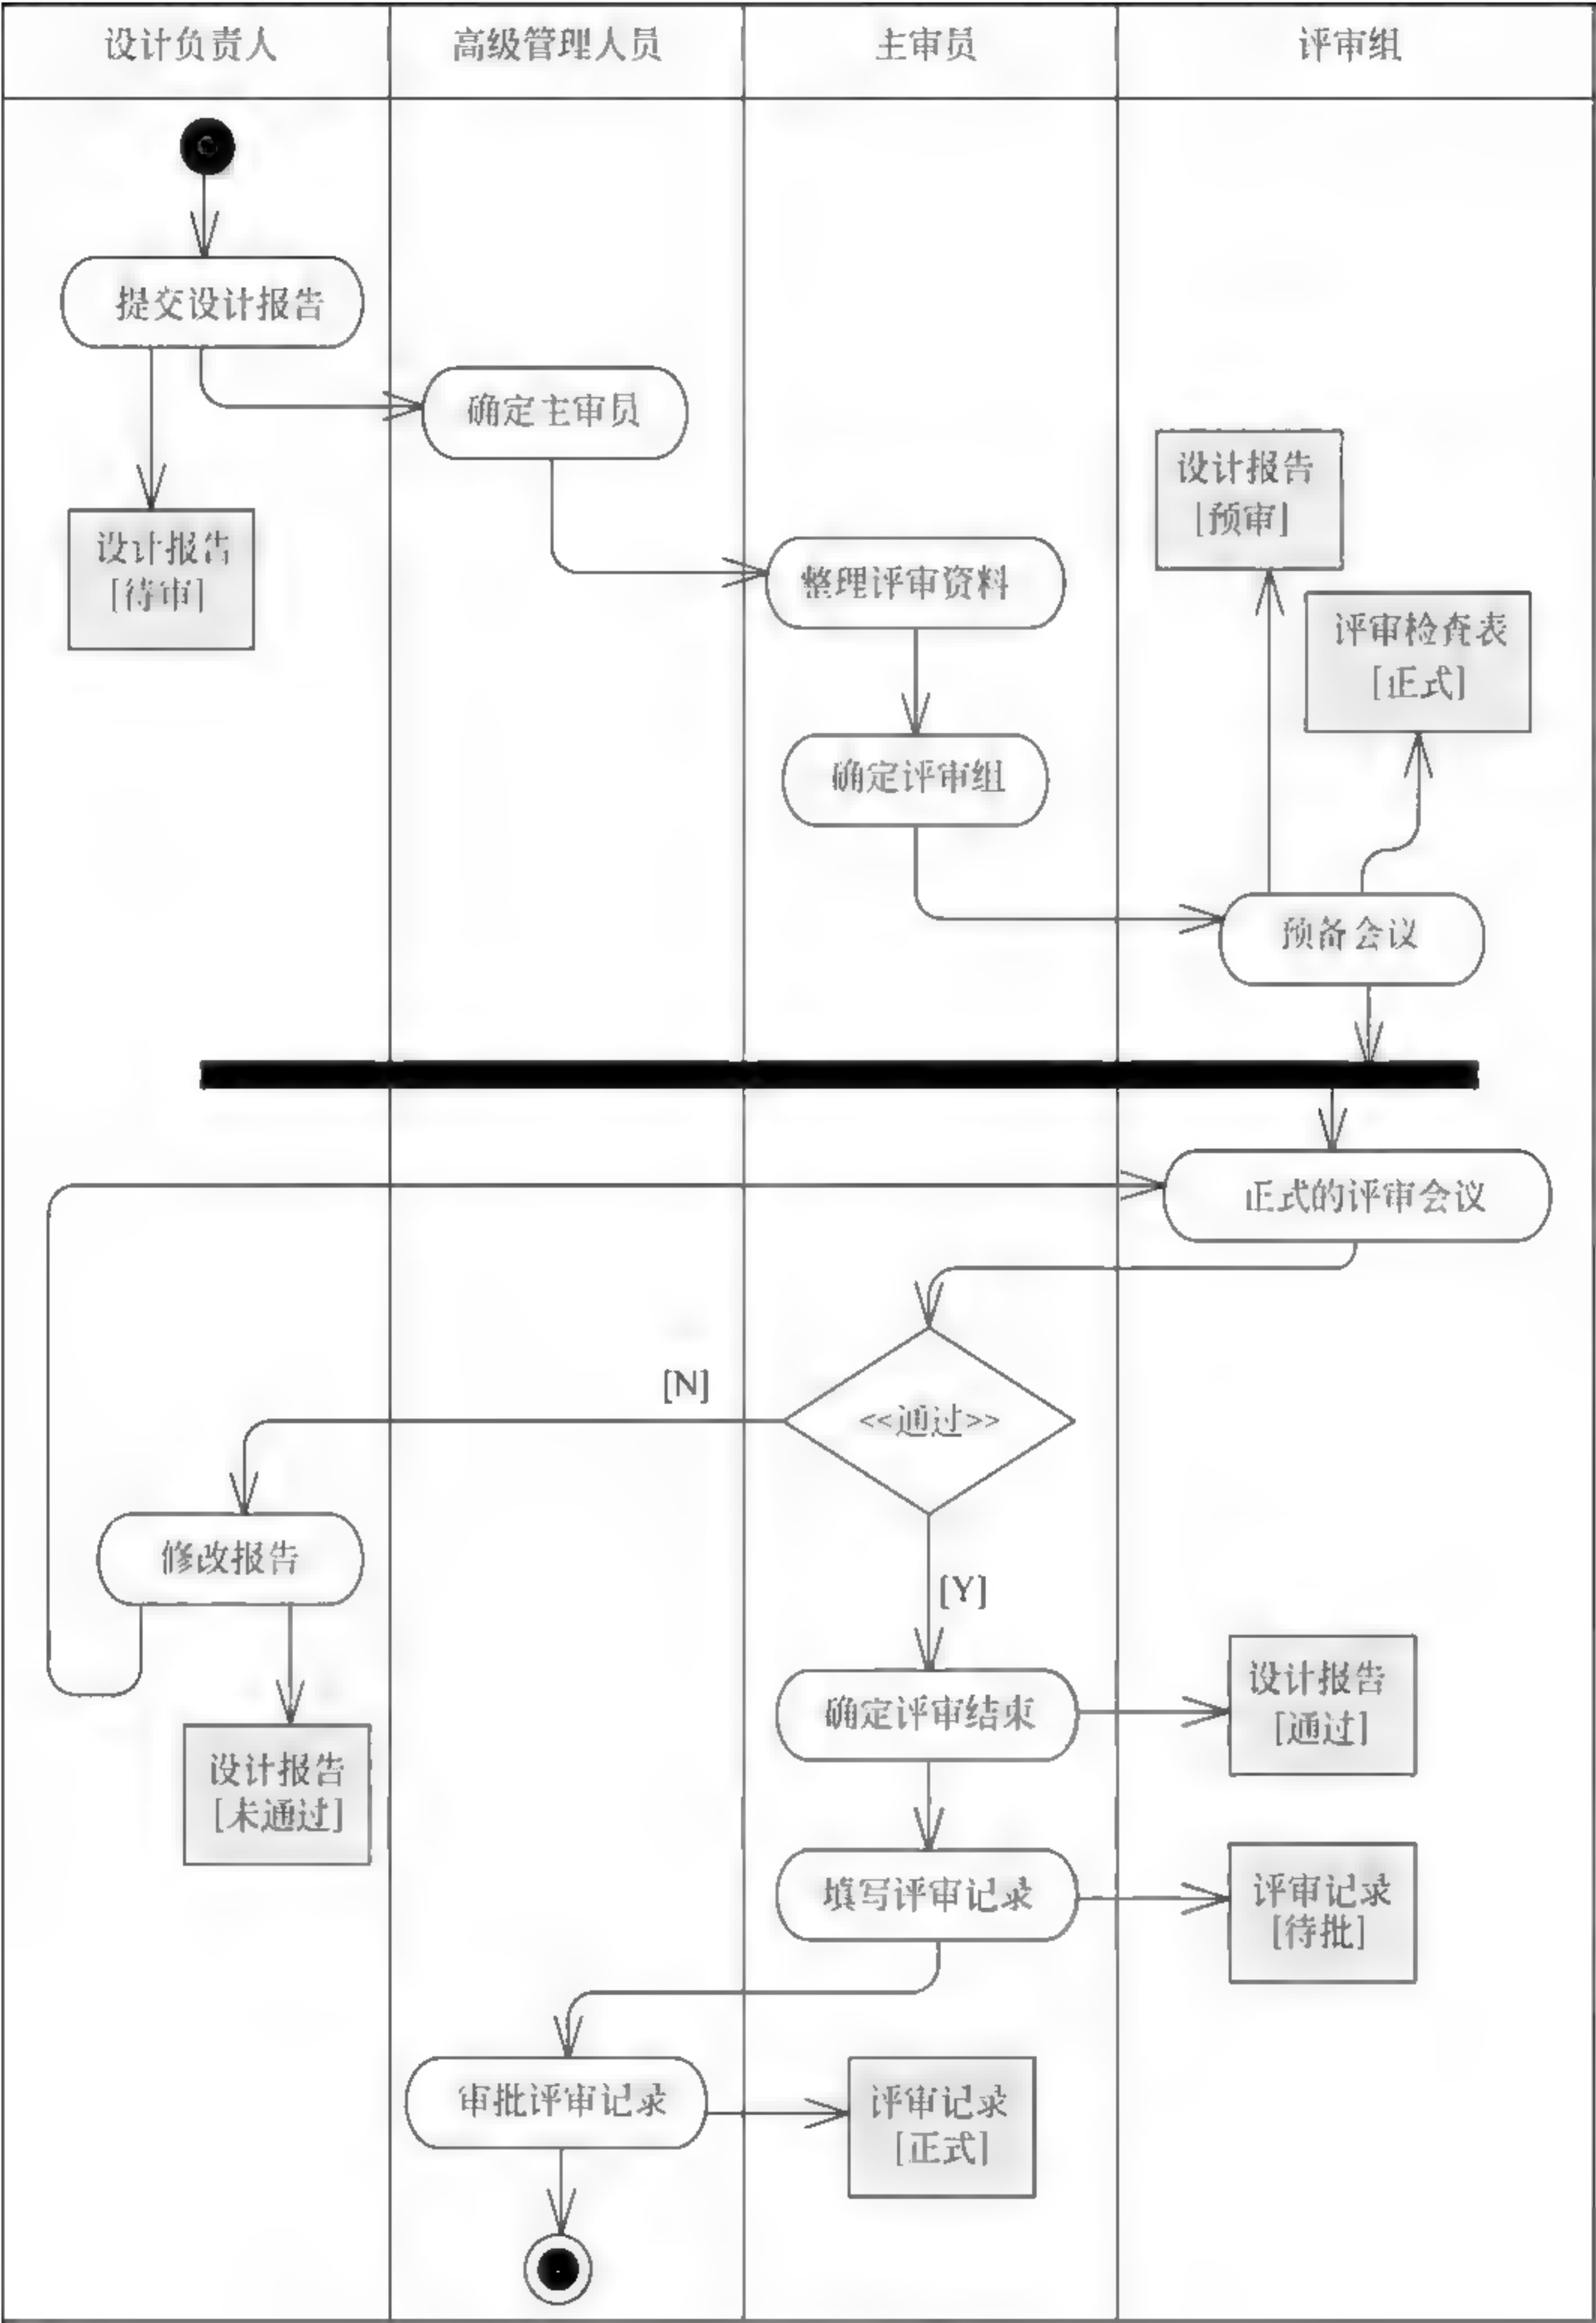 设计负责人
高级管理人员
主审员
评审组
提交设计报告
确定主审员
设计报告
[预审]
设计报告
[待审]
整理评审资料
评审检查表
[正式]
确定评审组
预备会议
正式的评审会议
[N]
<<通过>>
修改报告
[Y]
确定评审结束
设计报告
[通过]
设计报告
[未通过]
填写评审记录
评审记录
[待批]
审批评审记录
评审记录
[正式]